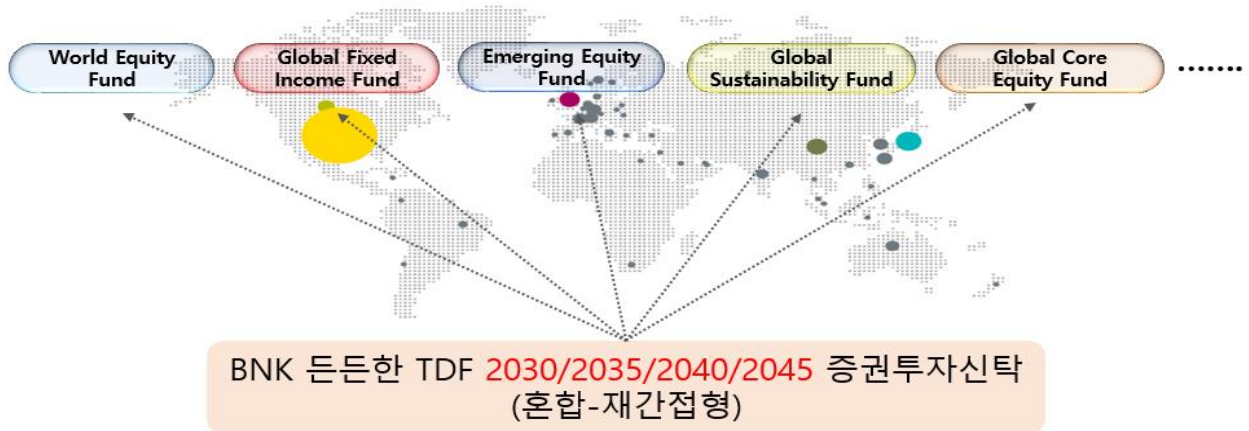 World Equity
Fund
Global Fixed
Income Fund
Emerging Equity
Fund
Global
Sustainability Fund
Global Core
Equity Fund
.......
BNK 든든한 TDF 2030/2035/2040/2045 증권투자신탁
(혼합-재간접형)